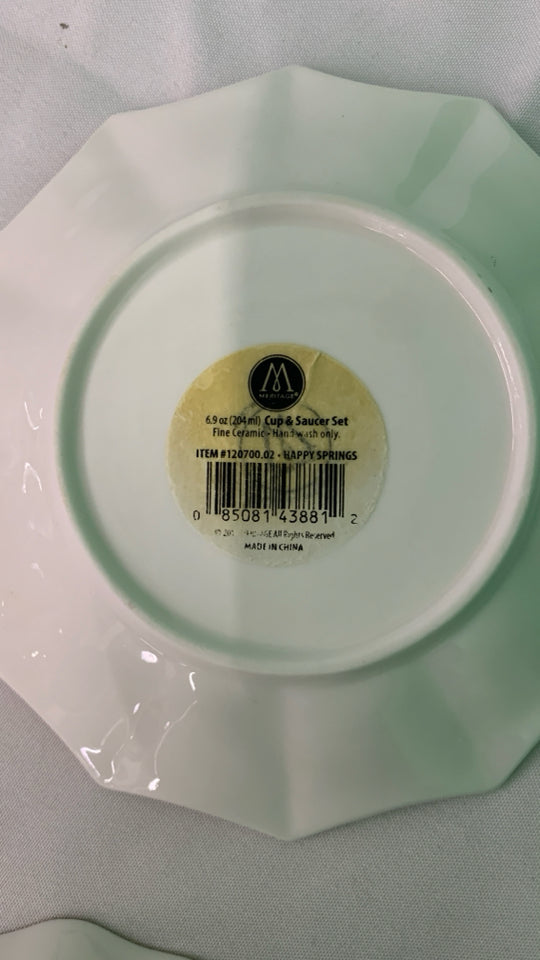 M
MERITAGE®
6.9 oz (204 ml) Cup & Saucer Set
Fine Ceramic - Hand wash only.
ITEM #120700.02 • HAPPY SPRINGS
0 85081 43881 2
All Rights Reserved
MADE IN CHINA